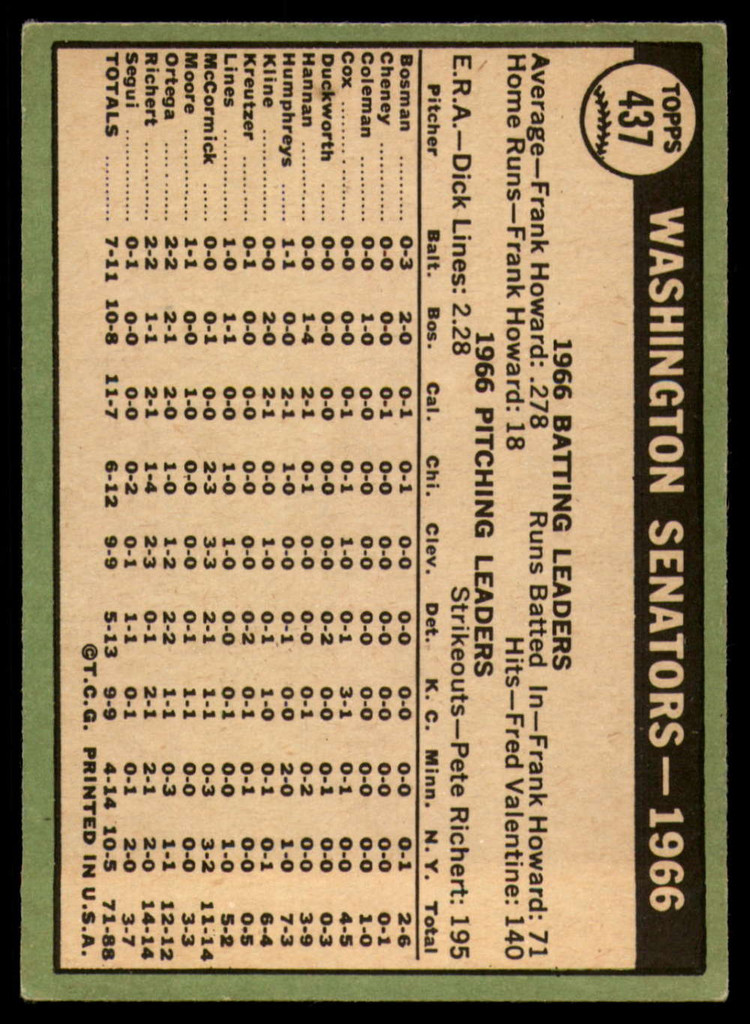 TOPPS
437
WASHINGTON SENATORS—1966
1966 BATTING LEADERS
Average—Frank Howard: .278 Runs Batted In—Frank Howard: 71
Home Runs—Frank Howard: 18 Hits—Fred Valentine: 140
1966 PITCHING LEADERS
E.R.A.—Dick Lines: 2.28 Strikeouts—Pete Richert: 195
Pitcher Balt. Bos. Cal. Chi. Clev. Det. K. C. Minn. N. Y. Total
Bosman ........ 0-3 2-0 0-1 0-1 0-0 0-0 0-0 0-0 0-1 2-6
Cheney ........ 0-0 0-0 0-1 0-0 0-0 0-0 0-0 0-0 0-0 0-1
Coleman ....... 0-0 1-0 0-0 0-0 0-0 0-0 0-0 0-0 0-0 1-0
Cox ........ 0-0 0-0 0-1 0-1 1-0 0-1 3-1 0-1 0-0 4-5
Duckworth ..... 0-0 0-0 0-0 0-0 0-0 0-2 0-0 0-1 0-0 0-3
Hannan ........ 0-0 1-4 2-1 0-1 0-0 0-0 0-1 0-2 0-0 3-9
Humphreys ..... 1-1 0-0 2-1 1-0 0-0 0-1 0-0 2-0 1-0 7-3
Kline ......... 0-0 2-0 2-1 0-0 1-0 0-1 1-0 0-1 0-1 6-4
Kreutzer ...... 0-1 0-0 0-0 0-0 0-0 0-2 0-1 0-1 0-0 0-5
Lines ......... 1-0 1-1 0-0 1-0 1-0 0-0 0-1 0-0 1-0 5-2
McCormick ..... 0-0 0-1 0-0 2-3 3-3 2-1 1-1 0-3 3-2 11-14
Moore ......... 1-1 0-0 1-0 0-0 0-0 0-1 1-1 0-0 0-0 3-3
Ortega ........ 2-2 2-1 2-0 1-0 1-2 2-2 1-1 0-3 1-1 12-12
Richert ....... 2-2 1-1 2-1 1-4 2-3 0-1 2-1 2-1 2-0 14-14
Segui ......... 0-1 0-0 0-0 0-2 0-1 1-1 0-1 0-1 2-0 3-7
TOTALS ...... 7-11 10-8 11-7 6-12 9-9 5-13 9-9 4-14 10-5 71-88
©T.C.G. PRINTED IN U.S.A.